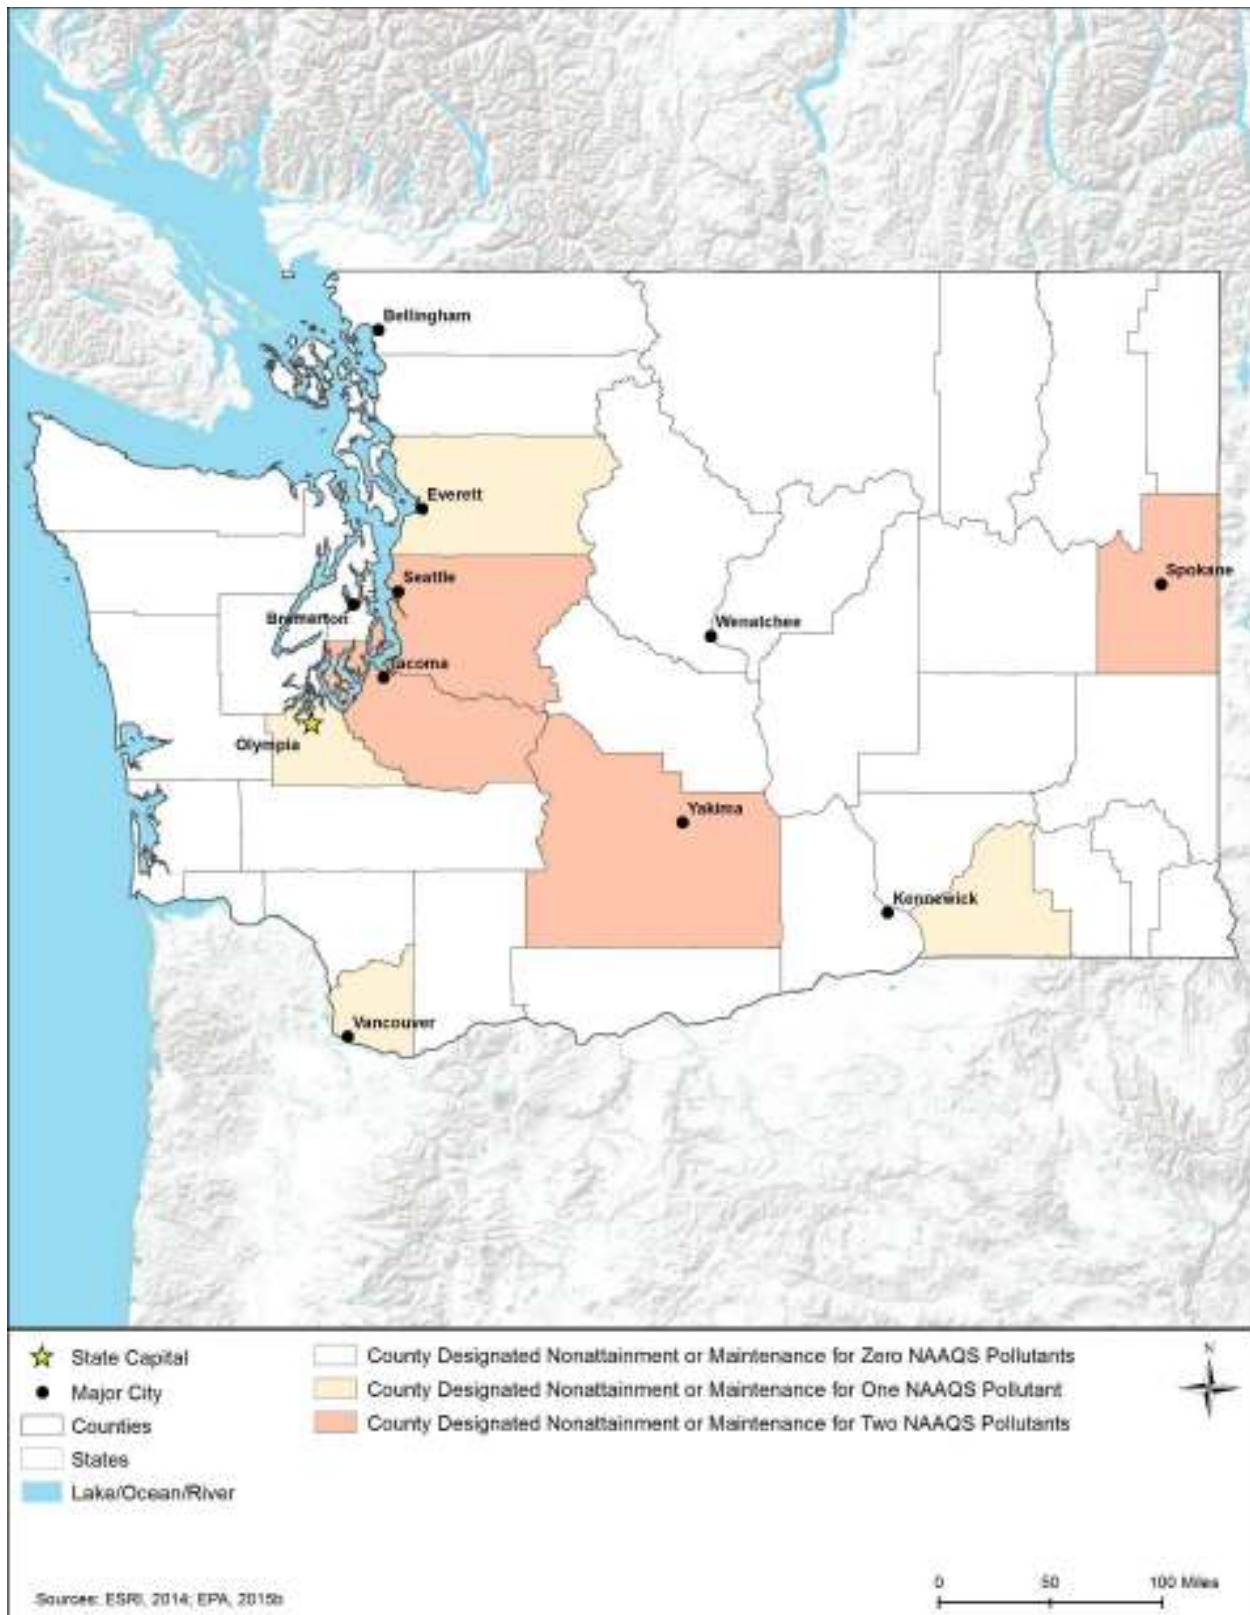 Bellingham
Everett
Seattle
Spokane
Bremerton
Wenatchee
Tacoma
Olympia
Yakima
Kennewick
Vancouver
State Capital
Major City
Counties
States
Lake/Ocean/River
County Designated Nonattainment or Maintenance for Zero NAAQS Pollutants
County Designated Nonattainment or Maintenance for One NAAQS Pollutant
County Designated Nonattainment or Maintenance for Two NAAQS Pollutants
N
Sources: ESRI, 2014; EPA, 2015b
0 50 100 Miles